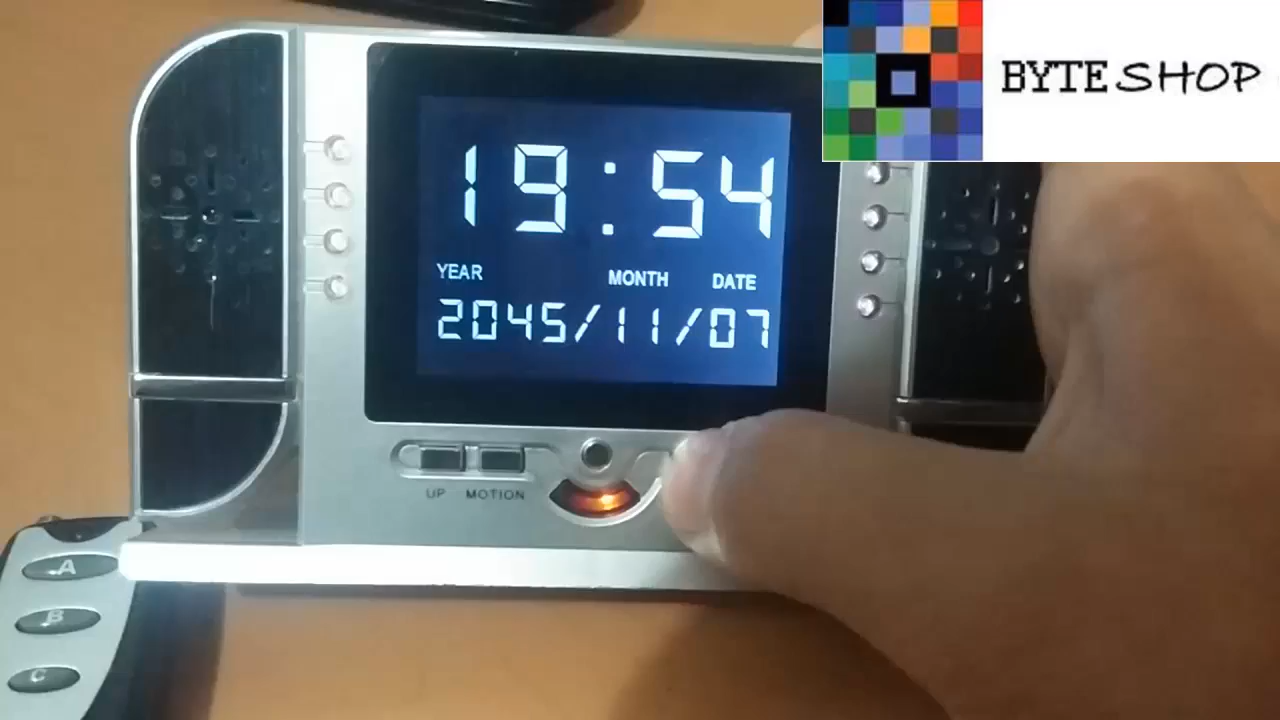 BYTE SHOP
19:54
YEAR MONTH DATE
2045/11/07
UP MOTION
A
B
C